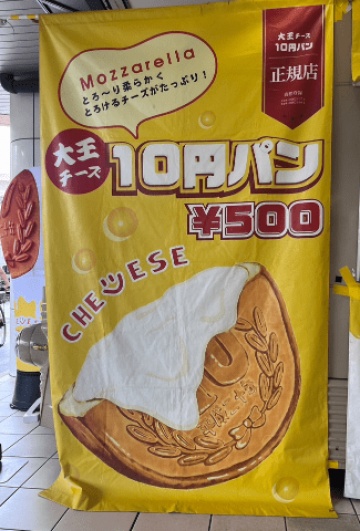 Mozzarella
とろ〜り柔らかく
とろけるチーズがたっぷり！
大王チーズ
10円パン
正規店
大王
チーズ
10円パン
¥500
CHEESE